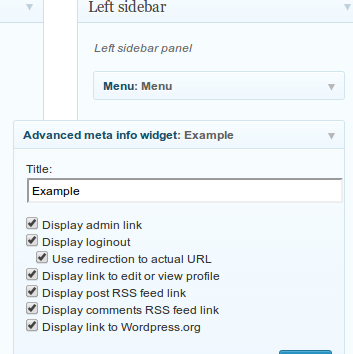 Left sidebar
Left sidebar panel
Menu: Menu
Advanced meta info widget: Example
Title:
Example
Display admin link
Display loginout
Use redirection to actual URL
Display link to edit or view profile
Display post RSS feed link
Display comments RSS feed link
Display link to Wordpress.org